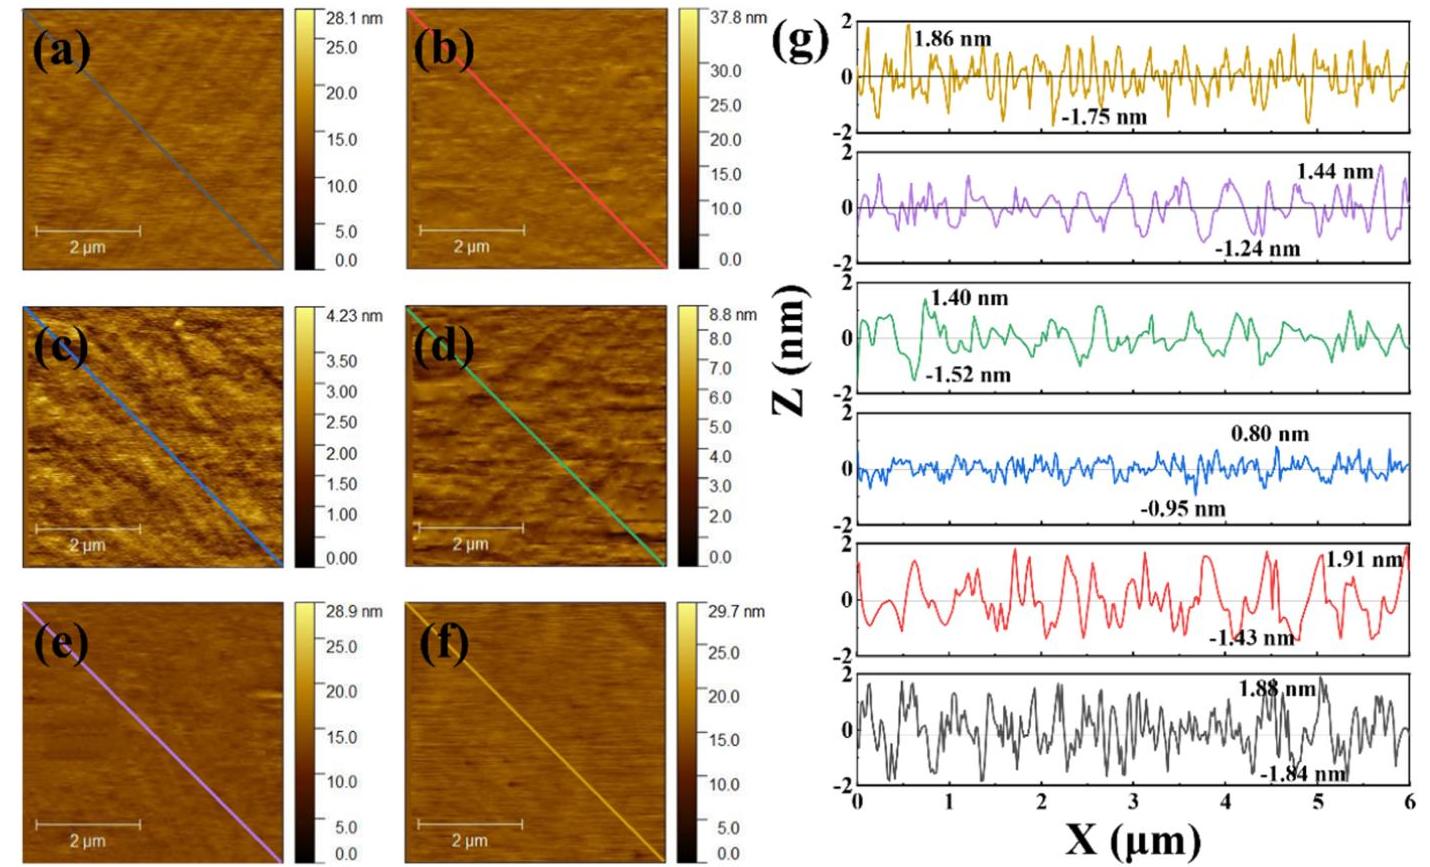 (a)
2 µm
28.1 nm
25.0
20.0
15.0
10.0
5.0
0.0
(b)
2 µm
37.8 nm
30.0
25.0
20.0
15.0
10.0
0.0
(c)
2 µm
4.23 nm
3.50
3.00
2.50
2.00
1.50
1.00
0.00
(d)
2 µm
8.8 nm
8.0
7.0
6.0
5.0
4.0
3.0
2.0
0.0
(e)
2 µm
28.9 nm
25.0
20.0
15.0
10.0
5.0
0.0
(f)
2 µm
29.7 nm
25.0
20.0
15.0
10.0
5.0
0.0
(g)
Z (nm)
2
0
-2
1.86 nm
-1.75 nm
2
0
-2
1.44 nm
-1.24 nm
2
0
-2
1.40 nm
-1.52 nm
2
0
-2
0.80 nm
-0.95 nm
2
0
-2
1.91 nm
-1.43 nm
2
0
-2
1.88 nm
-1.84 nm
0 1 2 3 4 5 6
X (µm)